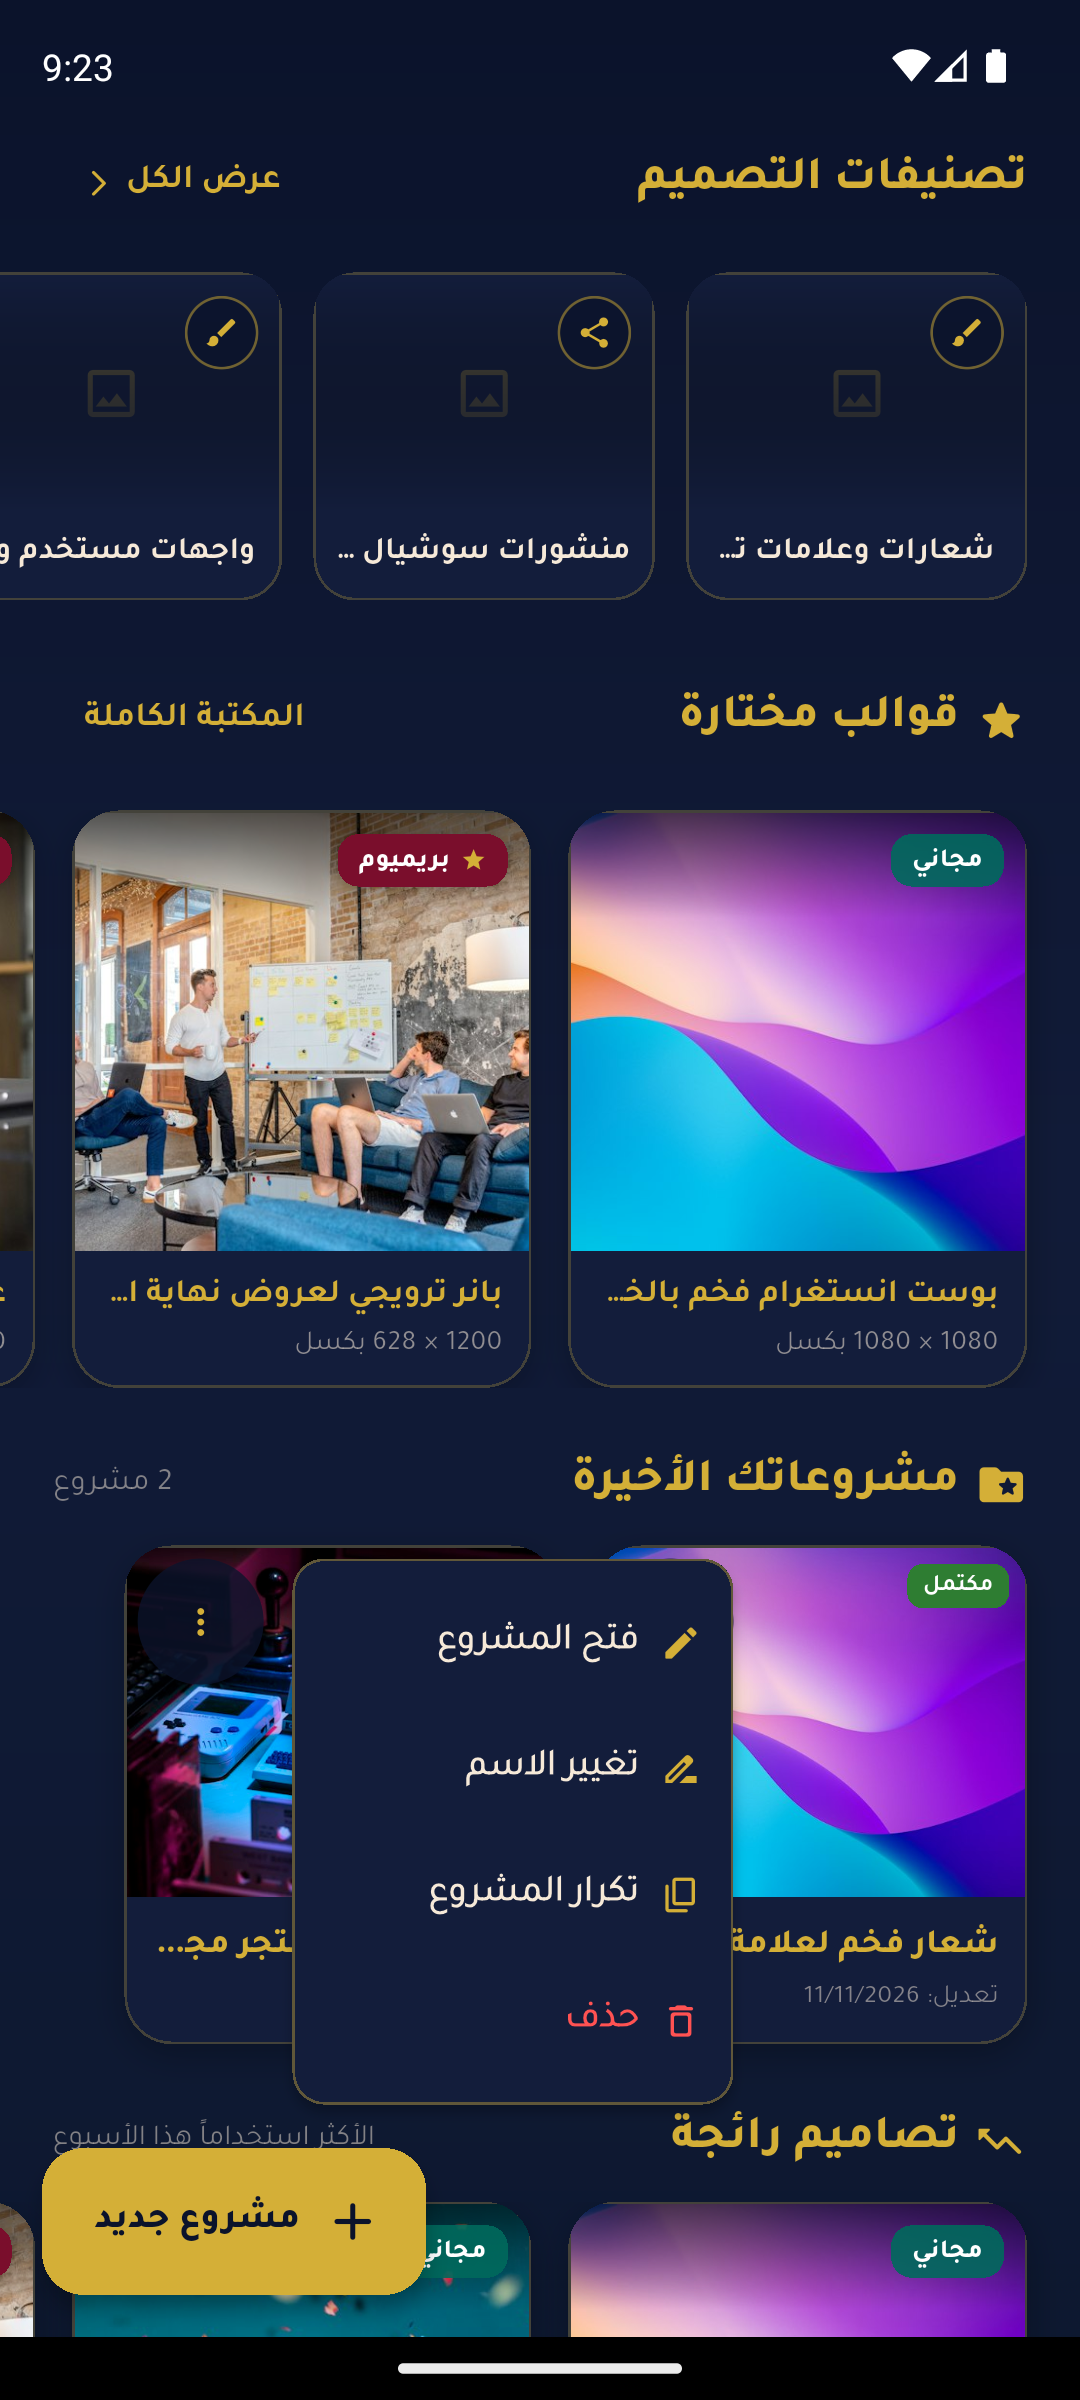 9:23
تصنيفات التصميم
عرض الكل
شعارات وعلامات تـ...
منشورات سوشيال ...
واجهات مستخدم و
قوالب مختارة
المكتبة الكاملة
مجاني
بريميوم
بوست انستغرام فخم بالخـ...
1080 × 1080 بكسل
بانر ترويجي لعروض نهاية ا...
1200 × 628 بكسل
مشروعاتك الأخيرة
2 مشروع
مكتمل
فتح المشروع
تغيير الاسم
تكرار المشروع
حذف
شعار فخم لعلامة
تعديل: 11/11/2026
متجر مجـ...
تصاميم رائجة
الأكثر استخداماً هذا الأسبوع
مجاني
مجاني
مشروع جديد